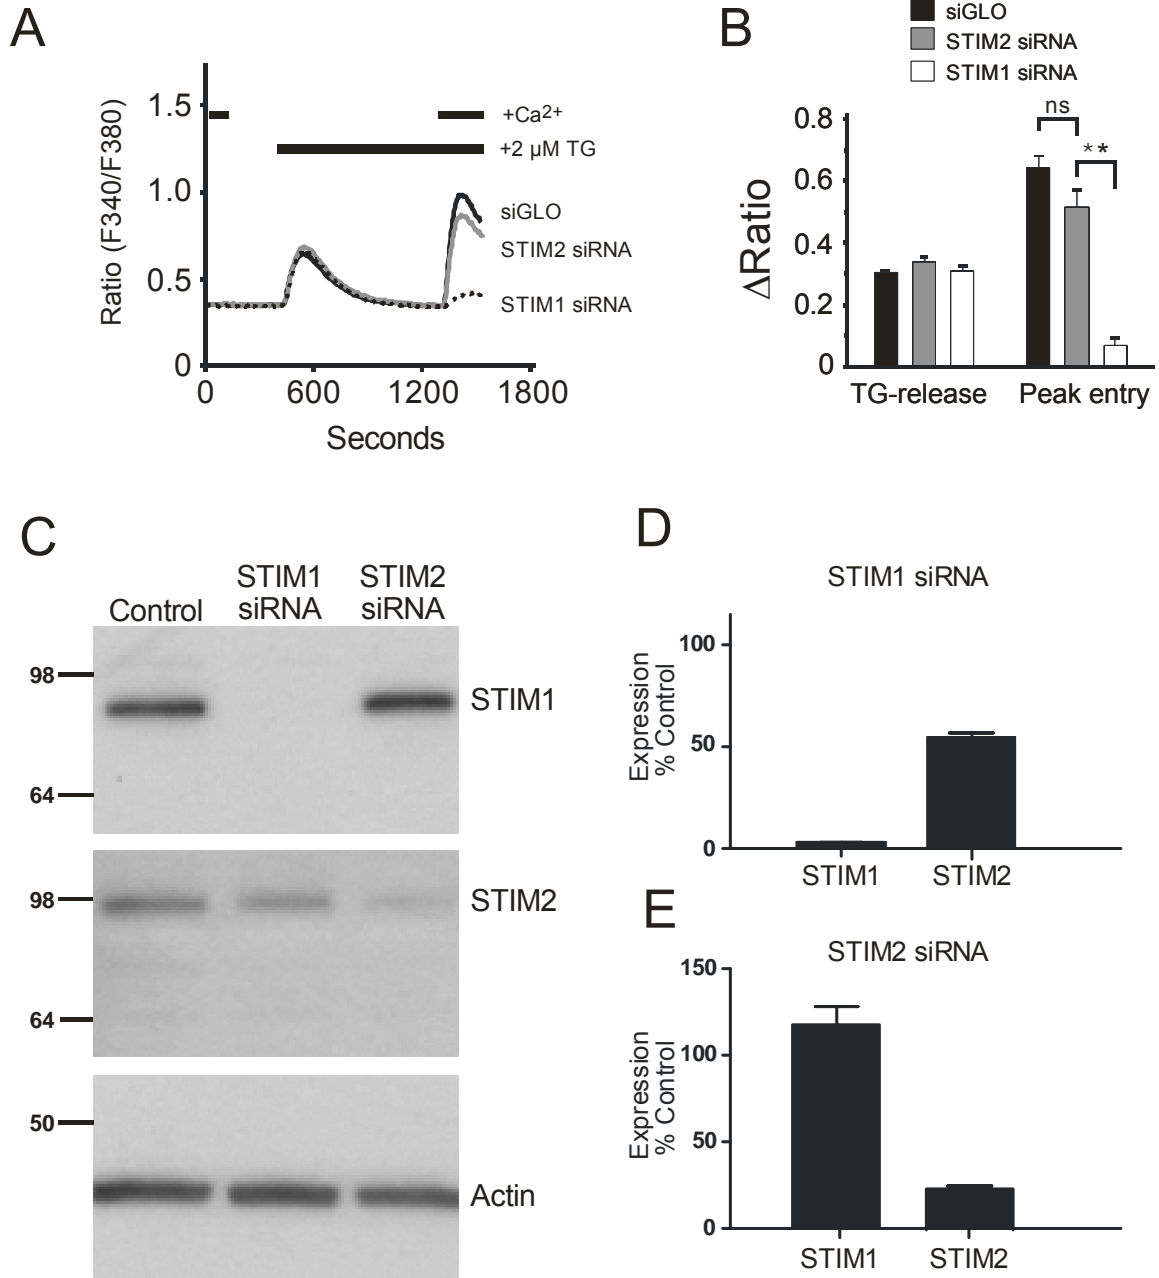 A
Ratio (F340/F380)
1.5
1.0
0.5
0
0 600 1200 1800
Seconds
+Ca2+
+2 µM TG
siGLO
STIM2 siRNA
STIM1 siRNA
B
siGLO
STIM2 siRNA
STIM1 siRNA
ΔRatio
0.8
0.6
0.4
0.2
0
ns
**
TG-release Peak entry
C
Control
STIM1
siRNA
STIM2
siRNA
98
64
STIM1
98
64
STIM2
50
Actin
D
STIM1 siRNA
Expression
% Control
100
50
0
STIM1 STIM2
E
STIM2 siRNA
Expression
% Control
150
100
50
0
STIM1 STIM2